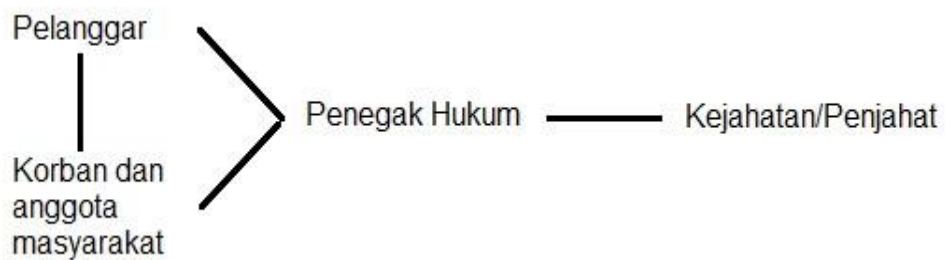 Pelanggar
Penegak Hukum
Kejahatan/Penjahat
Korban dan
anggota
masyarakat